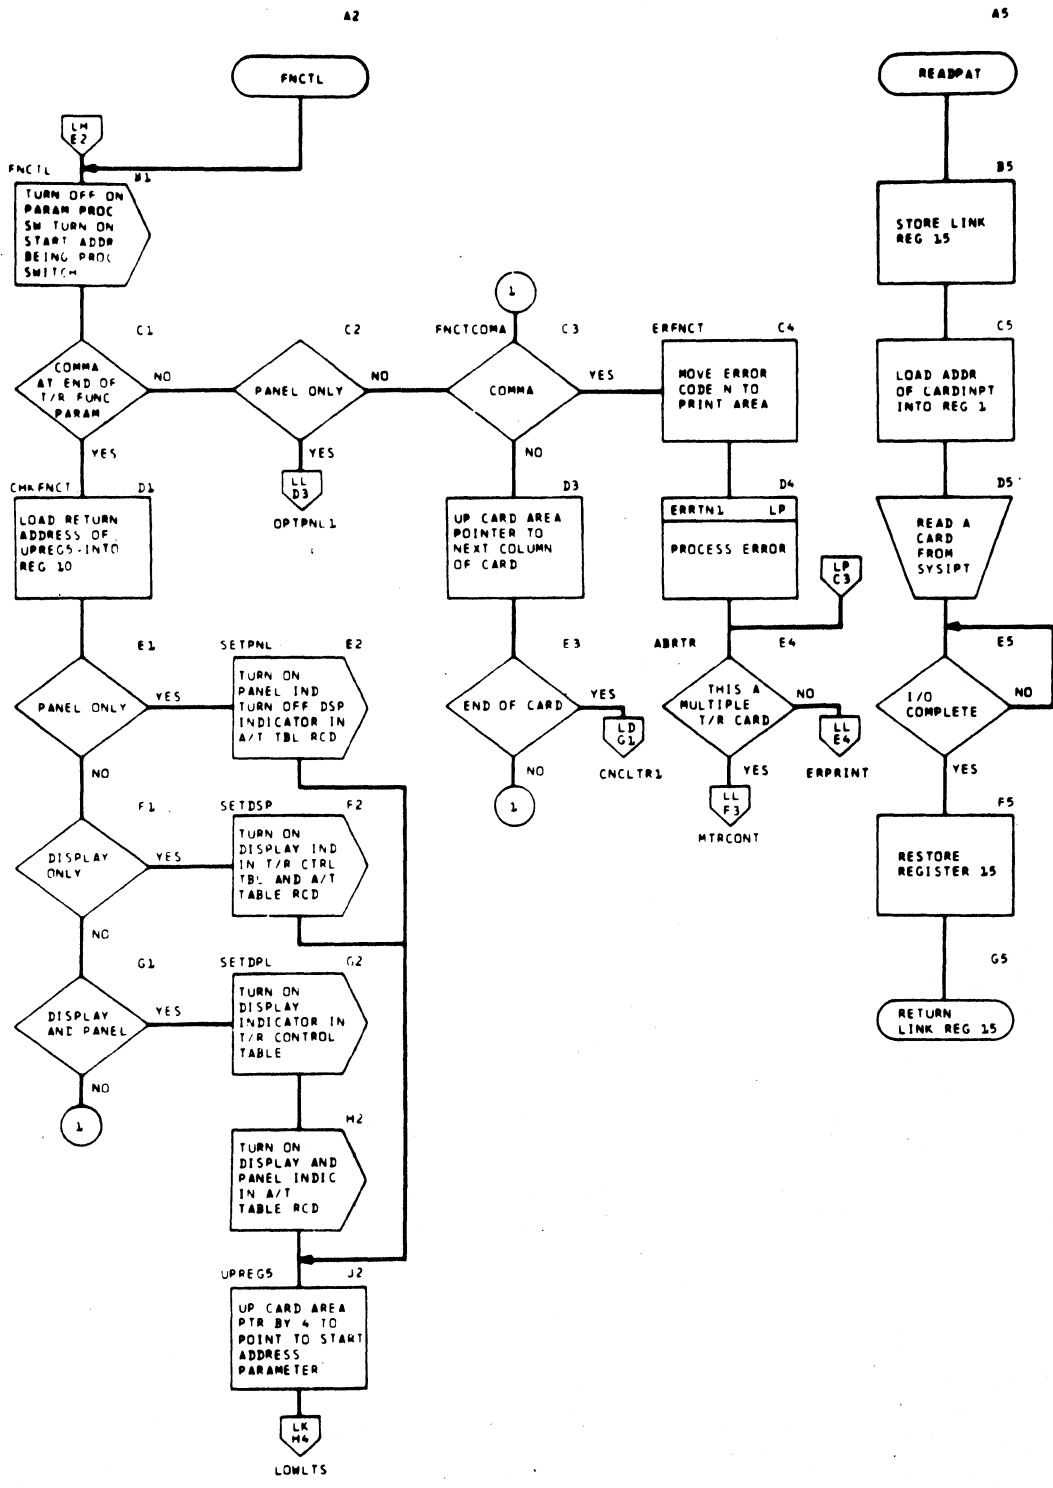 A2
A5
FNCTL
READPAT
LH
E2
FNCTL
B1
TURN OFF ON
PARAM PROC
SW TURN ON
START ADDR
BEING PROC
SWITCH
B5
STORE LINK
REG 15
1
C1
COMMA
AT END OF
T/R FUNC
PARAM
NO
YES
C2
PANEL ONLY
NO
YES
LL
D3
OPTPNL1
FNCTCOMA
C3
COMMA
YES
NO
ERFNCT
C4
MOVE ERROR
CODE N TO
PRINT AREA
C5
LOAD ADDR
OF CARDINPT
INTO REG 1
CHKFNCT
D1
LOAD RETURN
ADDRESS OF
UPREG5-INTO
REG 10
D3
UP CARD AREA
POINTER TO
NEXT COLUMN
OF CARD
D4
ERRTN1 LP
PROCESS ERROR
LP
C3
D5
READ A
CARD
FROM
SYSIPT
E1
PANEL ONLY
YES
NO
SETPNL
E2
TURN ON
PANEL IND
TURN OFF DSP
INDICATOR IN
A/T TBL RCD
E3
END OF CARD
YES
LD
G1
CNCLTR1
NO
1
ABRTR
E4
THIS A
MULTIPLE
T/R CARD
NO
LL
E4
ERPRINT
YES
LL
F3
MTRCONT
E5
I/O
COMPLETE
NO
YES
F1
DISPLAY
ONLY
YES
NO
SETDSP
F2
TURN ON
DISPLAY IND
IN T/R CTRL
TBL AND A/T
TABLE RCD
F5
RESTORE
REGISTER 15
G1
DISPLAY
AND PANEL
YES
NO
1
SETDPL
G2
TURN ON
DISPLAY
INDICATOR IN
T/R CONTROL
TABLE
G5
RETURN
LINK REG 15
H2
TURN ON
DISPLAY AND
PANEL INDIC
IN A/T
TABLE RCD
UPREG5
J2
UP CARD AREA
PTR BY 4 TO
POINT TO START
ADDRESS
PARAMETER
LK
H4
LOWLTS